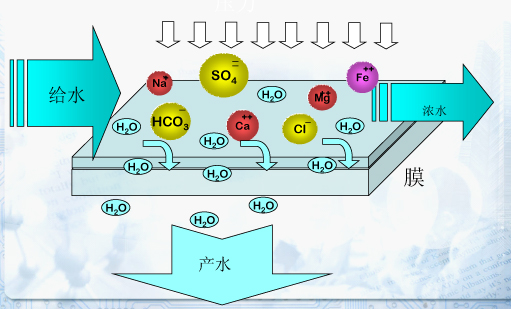 给水
Na+
SO4=
Fe++
H2O
Mg++
浓水
H2O
HCO3-
H2O
Ca++
Cl-
H2O
H2O
H2O
H2O
膜
H2O
H2O
H2O
产水